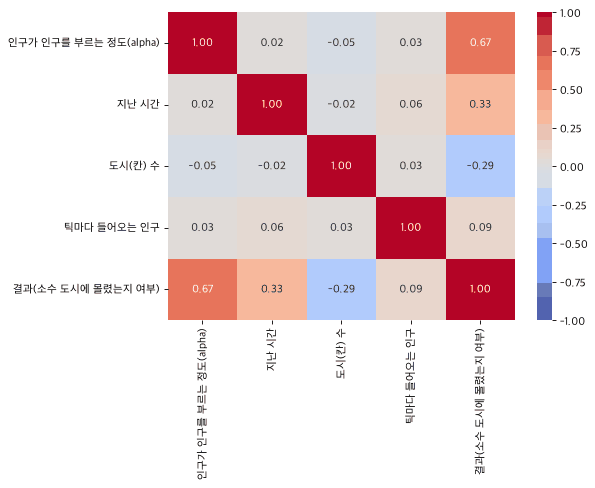 인구가 인구를 부르는 정도(alpha)
1.00 0.02 -0.05 0.03 0.67
지난 시간
0.02 1.00 -0.02 0.06 0.33
도시(칸) 수
-0.05 -0.02 1.00 0.03 -0.29
틱마다 들어오는 인구
0.03 0.06 0.03 1.00 0.09
결과(소수 도시에 몰렸는지 여부)
0.67 0.33 -0.29 0.09 1.00
인구가 인구를 부르는 정도(alpha)
지난 시간
도시(칸) 수
틱마다 들어오는 인구
결과(소수 도시에 몰렸는지 여부)
1.00
0.75
0.50
0.25
0.00
-0.25
-0.50
-0.75
-1.00